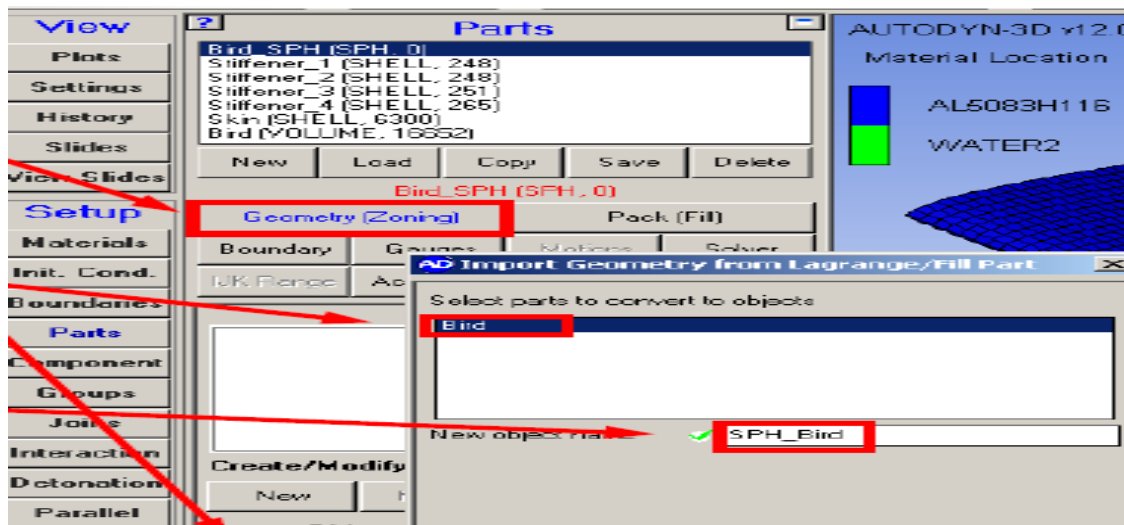 View
Plots
Settings
History
Slides
View Slides
Setup
Materials
Init. Cond.
Boundaries
Parts
Component
Groups
Joins
Interaction
Detonation
Parallel
?
Parts
Bird_SPH (SPH, 0)
Stiffener_1 (SHELL, 248)
Stiffener_2 (SHELL, 248)
Stiffener_3 (SHELL, 251)
Stiffener_4 (SHELL, 265)
Skin (SHELL, 6300)
Bird (VOLUME, 16652)
New Load Copy Save Delete
Bird_SPH (SPH, 0)
Geometry (Zoning) Pack (Fill)
Boundary Gauges Motions Solver
IJK Range Ac
Create/Modify
New
AUTODYN-3D v12.0
Material Location
AL5083H116
WATER2
AD Import Geometry from Lagrange/Fill Part
Select parts to convert to objects
Bird
New object name SPH_Bird